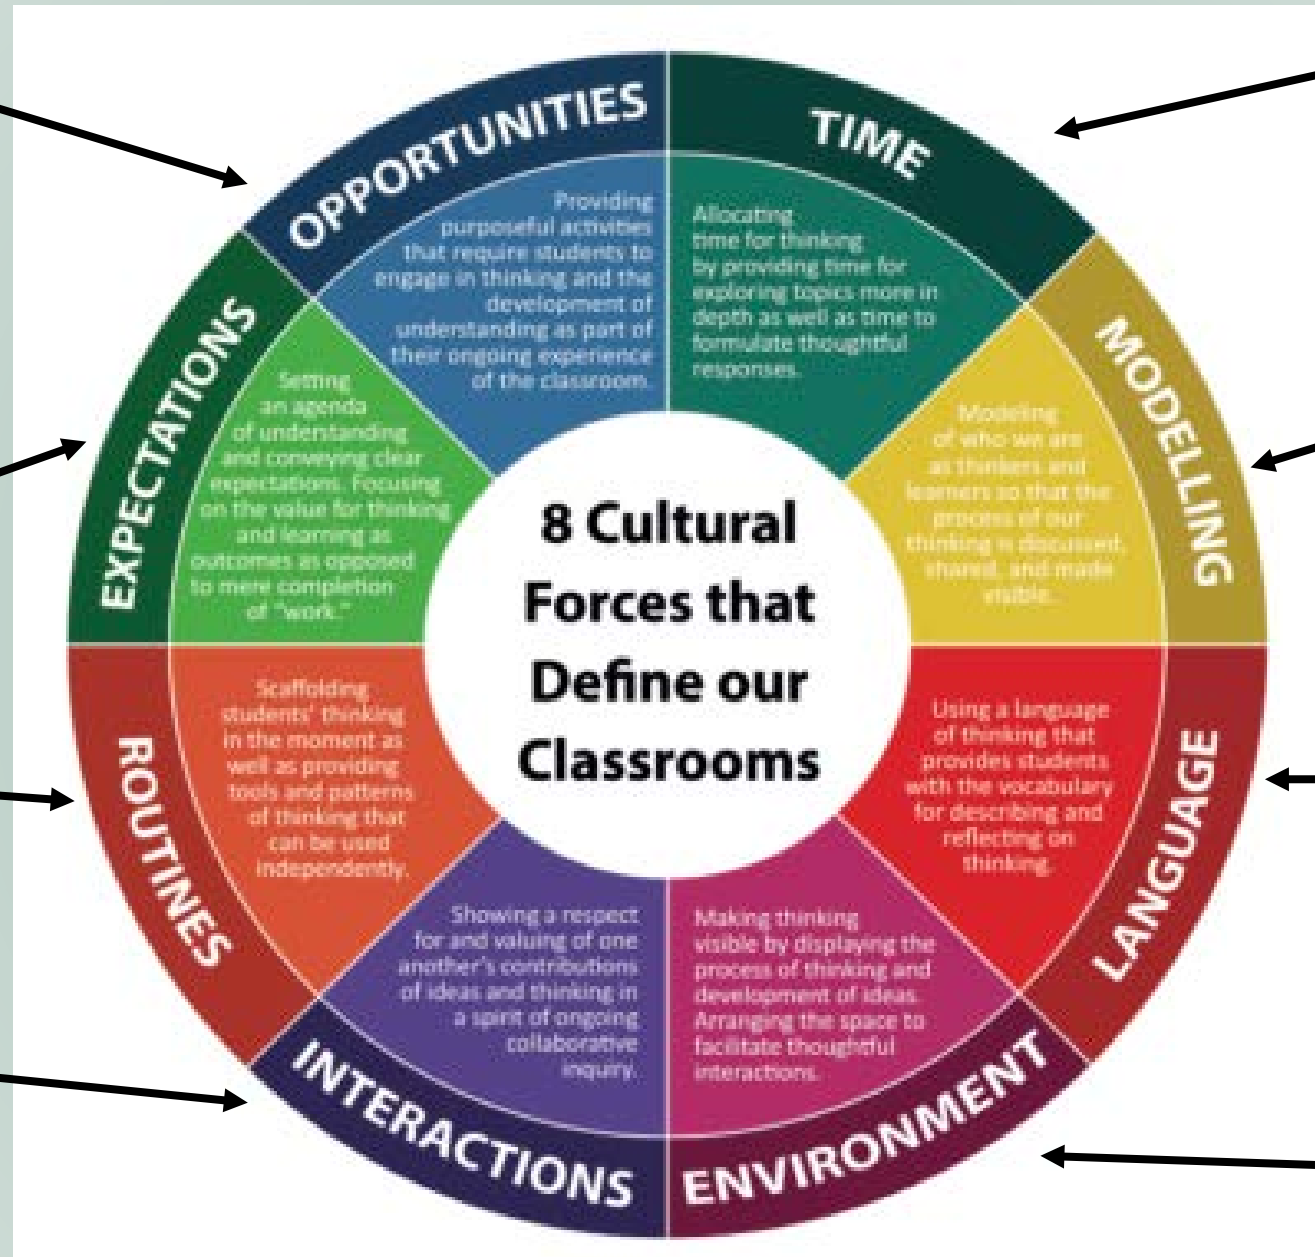 8 Cultural
Forces that
Define our
Classrooms
OPPORTUNITIES
Providing
purposeful activities
that require students to
engage in thinking and the
development of
understanding as part of
their ongoing experience
of the classroom.
TIME
Allocating
time for thinking
by providing time for
exploring topics more in
depth as well as time to
formulate thoughtful
responses.
MODELLING
Modeling
of who we are
as thinkers and
learners so that the
process of our
thinking is discussed,
shared, and made
visible.
LANGUAGE
Using a language
of thinking that
provides students
with the vocabulary
for describing and
reflecting on
thinking.
ENVIRONMENT
Making thinking
visible by displaying the
process of thinking and
development of ideas.
Arranging the space to
facilitate thoughtful
interactions.
INTERACTIONS
Showing a respect
for and valuing of one
another's contributions
of ideas and thinking in
a spirit of ongoing
collaborative
inquiry.
ROUTINES
Scaffolding
students' thinking
in the moment as
well as providing
tools and patterns
of thinking that
can be used
independently.
EXPECTATIONS
Setting
an agenda
of understanding
and conveying clear
expectations. Focusing
on the value for thinking
and learning as
outcomes as opposed
to mere completion
of "work."